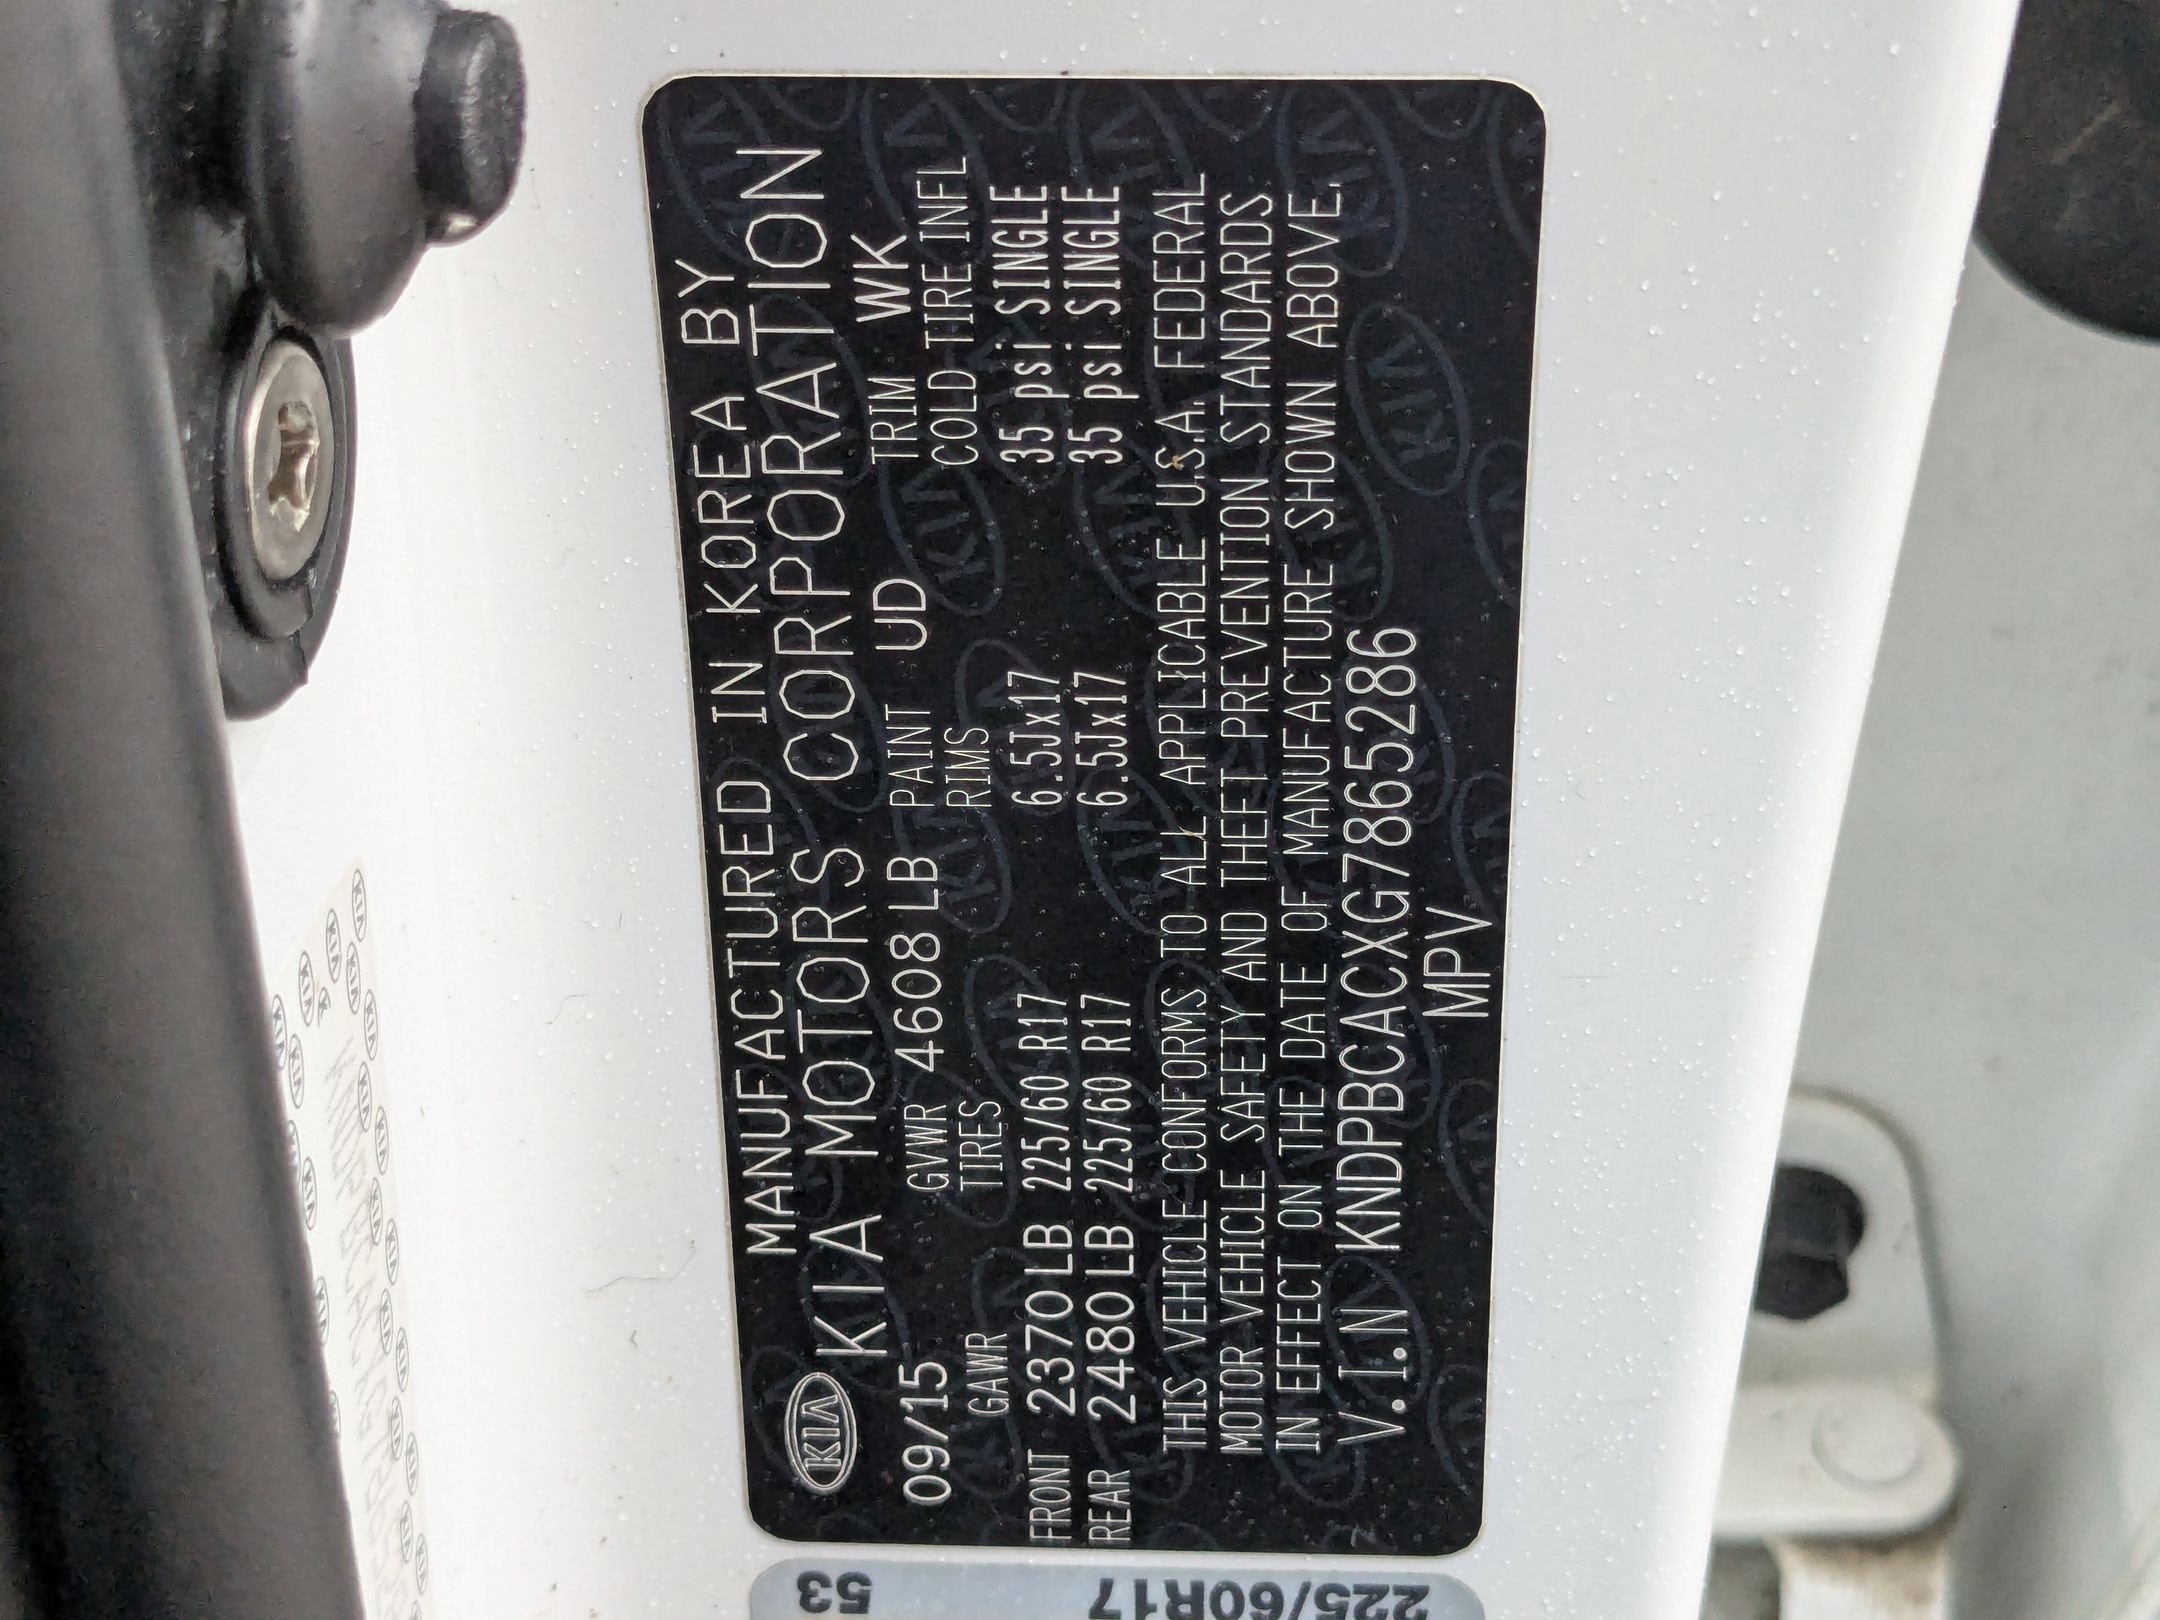 MANUFACTURED IN KOREA BY
KIA KIA MOTORS CORPORATION
09/15 GVWR 4608 LB PAINT UD TRIM WK
GAWR TIRES RIMS COLD TIRE INFL
FRONT 2370 LB 225/60 R17 6.5Jx17 35 psi SINGLE
REAR 2480 LB 225/60 R17 6.5Jx17 35 psi SINGLE
THIS VEHICLE CONFORMS TO ALL APPLICABLE U.S.A. FEDERAL
MOTOR VEHICLE SAFETY AND THEFT PREVENTION STANDARDS
IN EFFECT ON THE DATE OF MANUFACTURE SHOWN ABOVE.
V.I.N KNDPBCACXG7865286
MPV
225/60R17
53